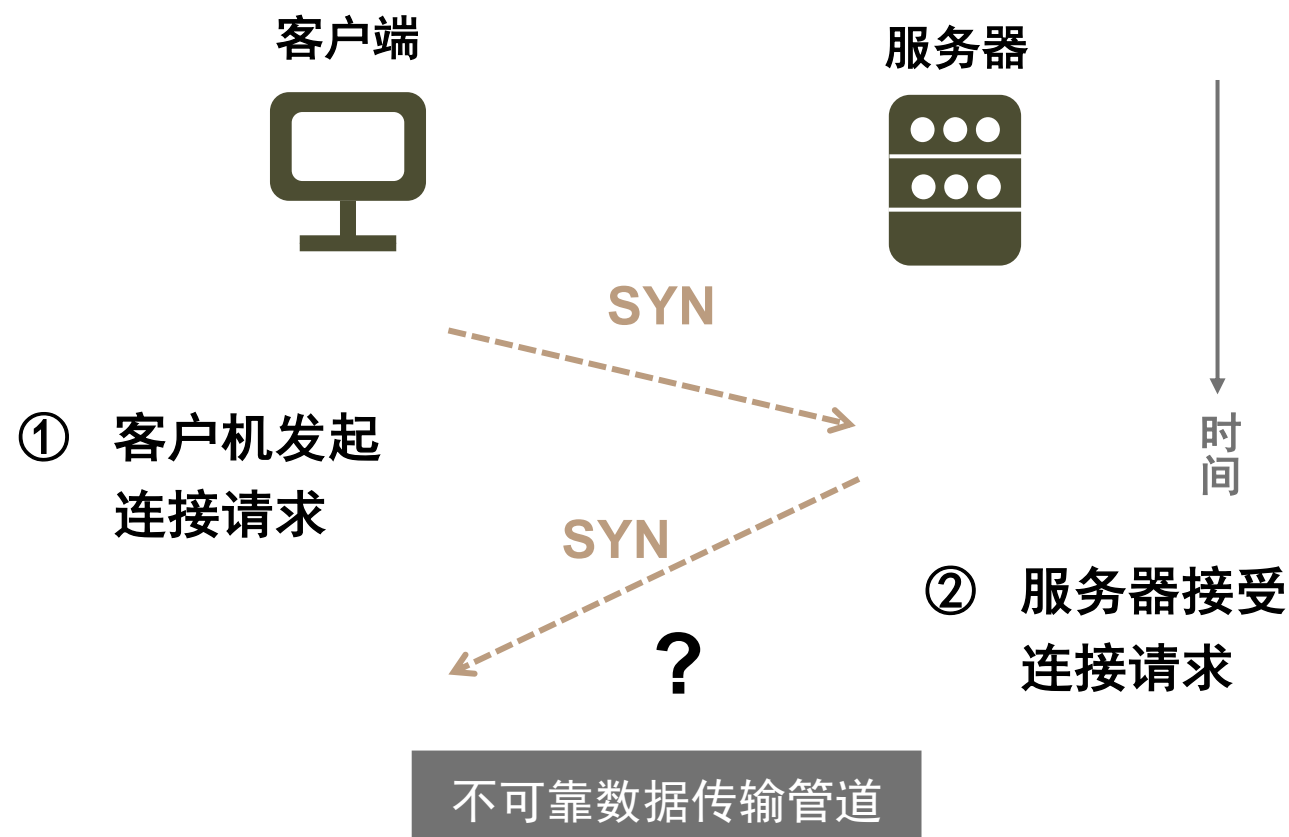 客户端
服务器
SYN
① 客户机发起
连接请求
时
间
SYN
② 服务器接受
连接请求
?
不可靠数据传输管道